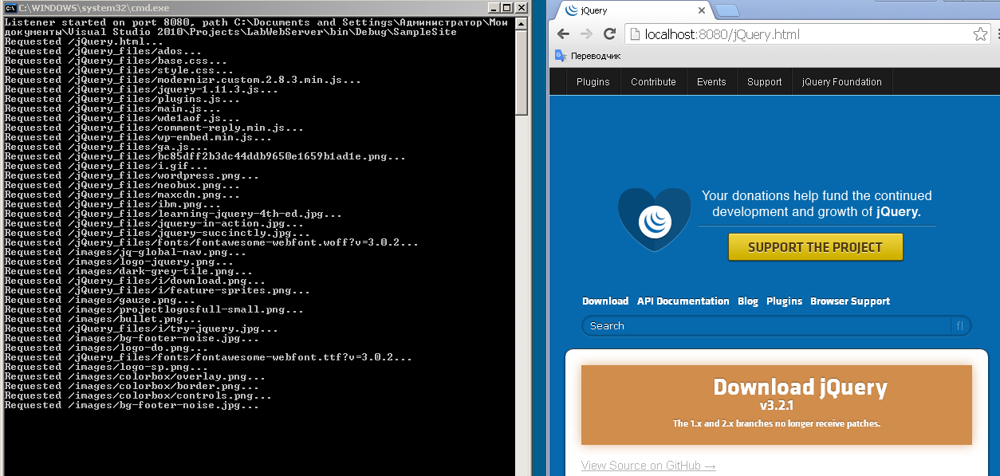 C:\WINDOWS\system32\cmd.exe
Listener started on port 8080, path C:\Documents and Settings\Администратор\Мои
документы\Visual Studio 2010\Projects\LabWebServer\bin\Debug\SampleSite
Requested /jQuery.html...
Requested /jQuery_files/ados...
Requested /jQuery_files/base.css...
Requested /jQuery_files/style.css...
Requested /jQuery_files/modernizr.custom.2.8.3.min.js...
Requested /jQuery_files/jquery-1.11.3.js...
Requested /jQuery_files/plugins.js...
Requested /jQuery_files/main.js...
Requested /jQuery_files/wde1aof.js...
Requested /jQuery_files/comment-reply.min.js...
Requested /jQuery_files/wp-embed.min.js...
Requested /jQuery_files/ga.js...
Requested /jQuery_files/bc85dff2b3dc44ddb9650e1659b1ad1e.png...
Requested /jQuery_files/i.gif...
Requested /jQuery_files/wordpress.png...
Requested /jQuery_files/neobux.png...
Requested /jQuery_files/maxcdn.png...
Requested /jQuery_files/ibm.png...
Requested /jQuery_files/learning-jquery-4th-ed.jpg...
Requested /jQuery_files/jquery-in-action.jpg...
Requested /jQuery_files/jquery-succinctly.jpg...
Requested /jQuery_files/fonts/fontawesome-webfont.woff?v=3.0.2...
Requested /images/jq-global-nav.png...
Requested /images/logo-jquery.png...
Requested /images/dark-grey-tile.png...
Requested /jQuery_files/i/download.png...
Requested /jQuery_files/i/feature-sprites.png...
Requested /images/gauze.png...
Requested /images/projectlogosfull-small.png...
Requested /images/bullet.png...
Requested /jQuery_files/i/try-jquery.jpg...
Requested /images/bg-footer-noise.jpg...
Requested /images/logo-do.png...
Requested /jQuery_files/fonts/fontawesome-webfont.ttf?v=3.0.2...
Requested /images/logo-sp.png...
Requested /images/colorbox/overlay.png...
Requested /images/colorbox/border.png...
Requested /images/colorbox/controls.png...
Requested /images/bg-footer-noise.jpg...
jQuery
localhost:8080/jQuery.html
Переводчик
Plugins Contribute Events Support jQuery Foundation
Your donations help fund the continued
development and growth of jQuery.
SUPPORT THE PROJECT
Download API Documentation Blog Plugins Browser Support
Search
Download jQuery
v3.2.1
The 1.x and 2.x branches no longer receive patches.
View Source on GitHub →